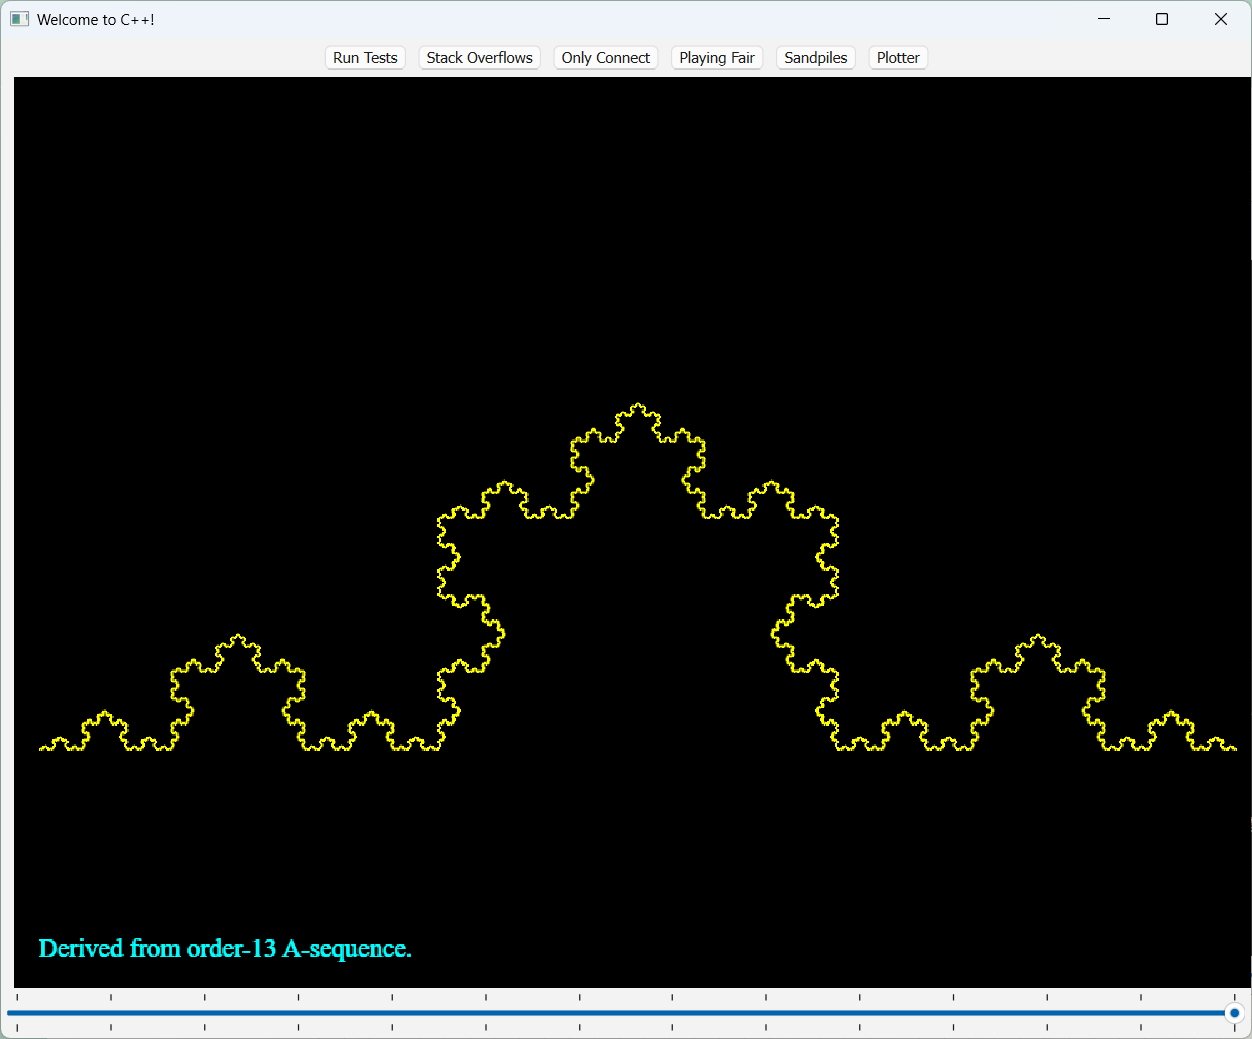 Welcome to C++!
Run Tests Stack Overflows Only Connect Playing Fair Sandpiles Plotter
Derived from order-13 A-sequence.